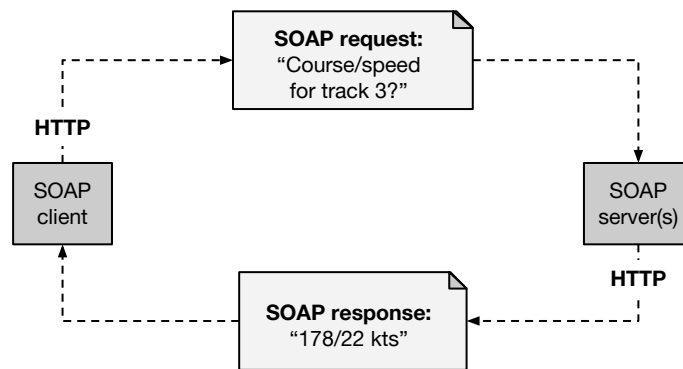 SOAP request:
“Course/speed
for track 3?”
HTTP
SOAP
client
SOAP
server(s)
HTTP
SOAP response:
“178/22 kts”